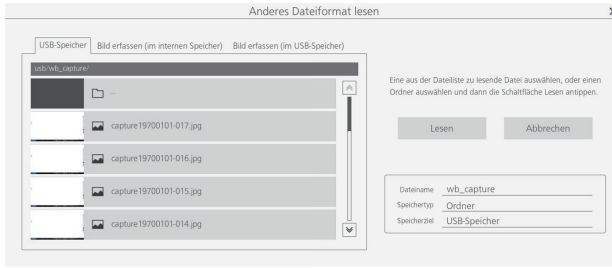 Anderes Dateiformat lesen
USB-Speicher
Bild erfassen (im internen Speicher)
Bild erfassen (im USB-Speicher)
usb/wb_capture/
..
capture19700101-017.jpg
capture19700101-016.jpg
capture19700101-015.jpg
capture19700101-014.jpg
Eine aus der Dateiliste zu lesende Datei auswählen, oder einen
Ordner auswählen und dann die Schaltfläche Lesen antippen.
Lesen
Abbrechen
Dateiname wb_capture
Speichertyp Ordner
Speicherziel USB-Speicher